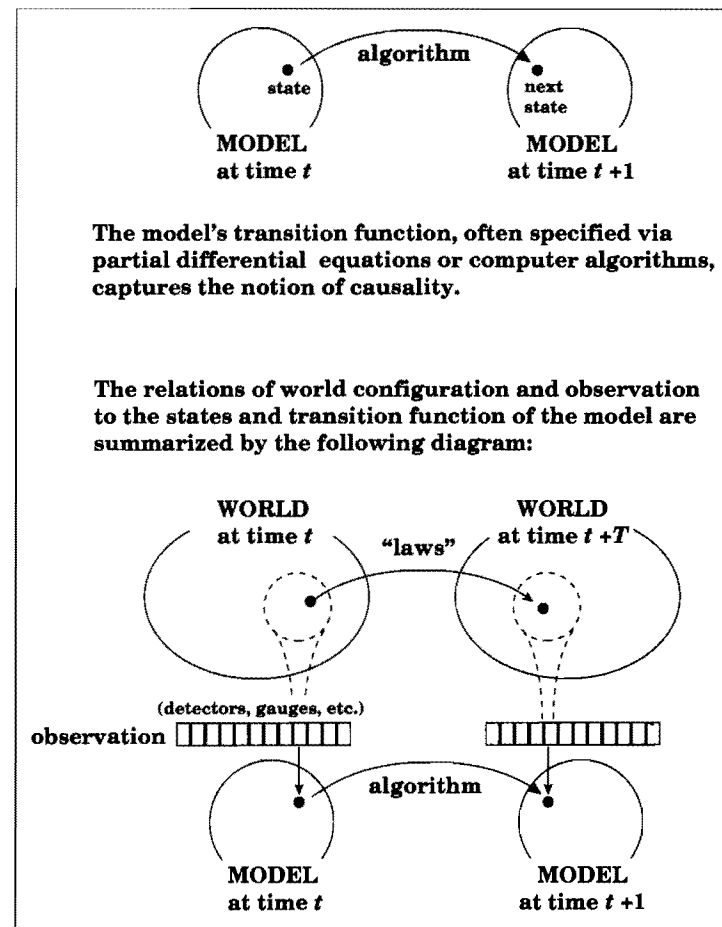 algorithm
state
next
state
MODEL
at time t
MODEL
at time t +1
The model's transition function, often specified via
partial differential equations or computer algorithms,
captures the notion of causality.
The relations of world configuration and observation
to the states and transition function of the model are
summarized by the following diagram:
WORLD
at time t
WORLD
at time t +T
“laws”
(detectors, gauges, etc.)
observation
algorithm
MODEL
at time t
MODEL
at time t +1